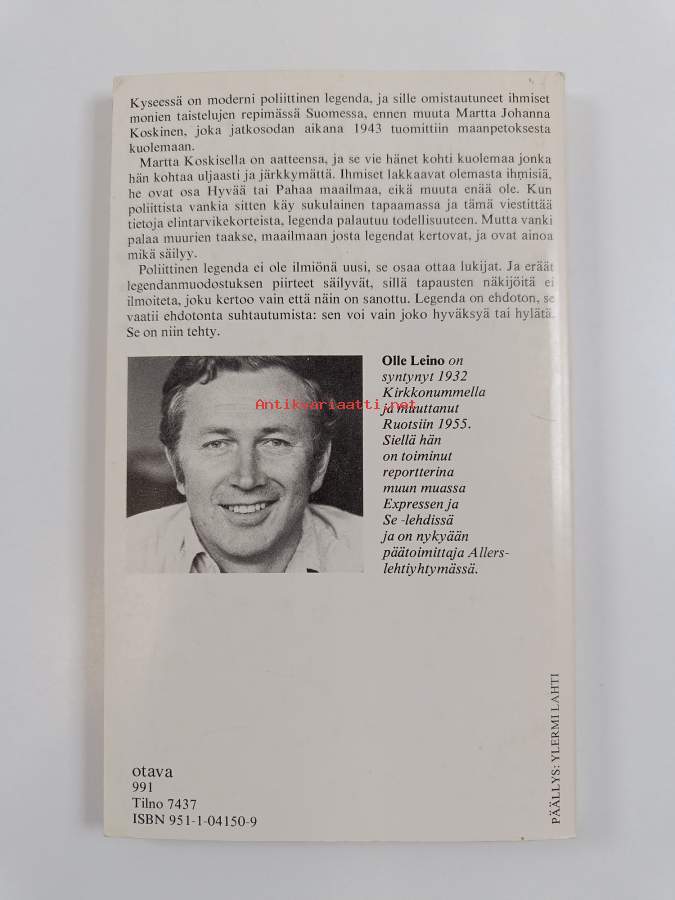 Kyseessä on moderni poliittinen legenda, ja sille omistautuneet ihmiset
monien taistelujen repimässä Suomessa, ennen muuta Martta Johanna
Koskinen, joka jatkosodan aikana 1943 tuomittiin maanpetoksesta
kuolemaan.
Martta Koskisella on aatteensa, ja se vie hänet kohti kuolemaa jonka
hän kohtaa uljaasti ja järkkymättä. Ihmiset lakkaavat olemasta ihmisiä,
he ovat osa Hyvää tai Pahaa maailmaa, eikä muuta enää ole. Kun
poliittista vankia sitten käy sukulainen tapaamassa ja tämä viestittää
tietoja elintarvikekorteista, legenda palautuu todellisuuteen. Mutta vanki
palaa muurien taakse, maailmaan josta legendat kertovat, ja ovat ainoa
mikä säilyy.
Poliittinen legenda ei ole ilmiönä uusi, se osaa ottaa lukijat. Ja eräät
legendanmuodostuksen piirteet säilyvät, sillä tapausten näkijöitä ei
ilmoiteta, joku kertoo vain että näin on sanottu. Legenda on ehdoton, se
vaatii ehdotonta suhtautumista: sen voi vain joko hyväksyä tai hylätä.
Se on niin tehty.
Antikvariaatti.net
Olle Leino on
syntynyt 1932
Kirkkonummella
ja muuttanut
Ruotsiin 1955.
Siellä hän
on toiminut
reportterina
muun muassa
Expressen ja
Se -lehdissä
ja on nykyään
päätoimittaja Allers-
lehtiyhtymässä.
PÄÄLLYS: YLERMI LAHTI
otava
991
Tilno 7437
ISBN 951-1-04150-9